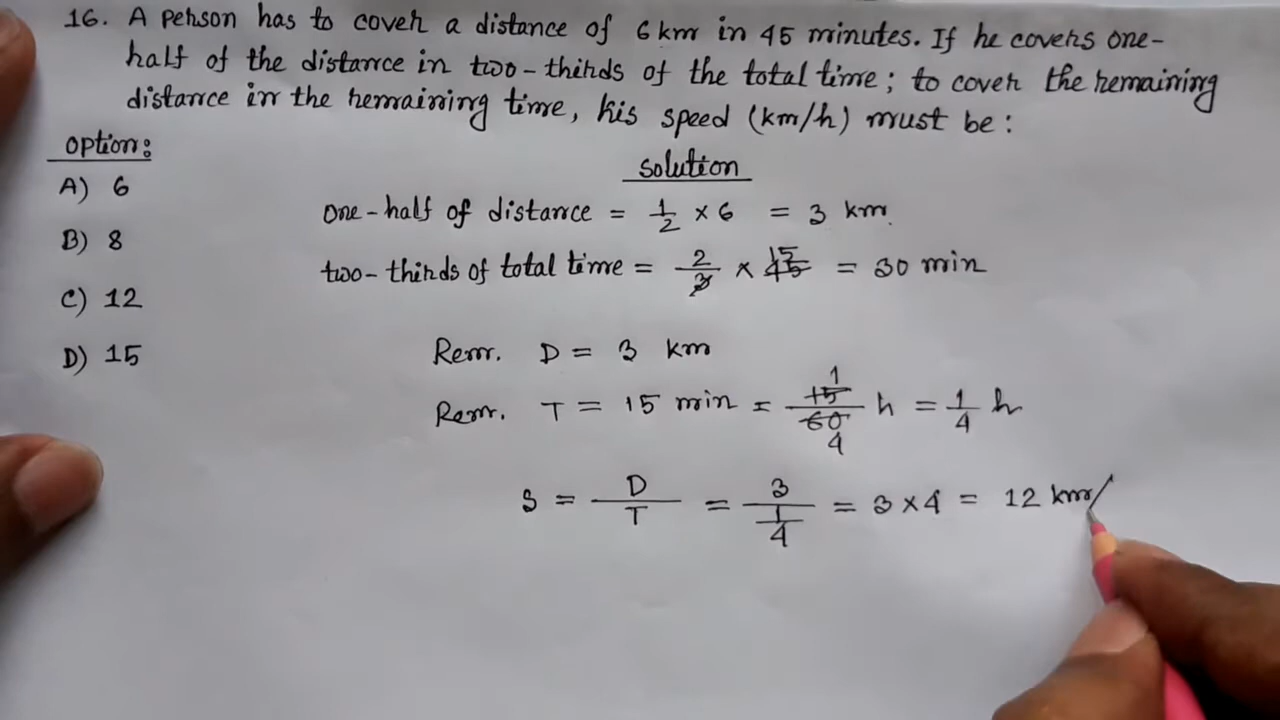 16. A person has to cover a distance of 6 km in 45 minutes. If he covers one-
half of the distance in two-thirds of the total time; to cover the remaining
distance in the remaining time, his speed (km/h) must be:
option:
A) 6
B) 8
C) 12
D) 15
Solution
one-half of distance = 1/2 × 6 = 3 km.
two-thirds of total time = 2/3 × 45 15 = 30 min
Rem. D = 3 km
Rem. T = 15 min = 15/60 1 4 h = 1/4 h
S = D/T = 3/(1/4) = 3 × 4 = 12 km/